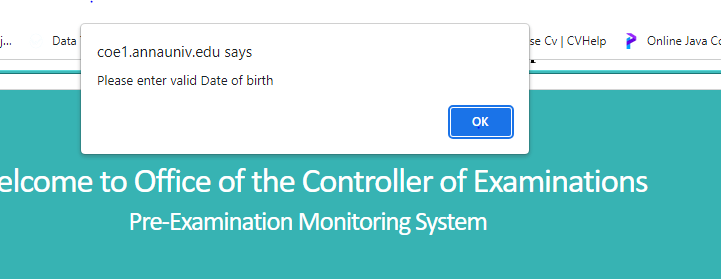 coe1.annauniv.edu says
j... Data se Cv | CVHelp Online Java Co
Please enter valid Date of birth
OK
elcome to Office of the Controller of Examinations
Pre-Examination Monitoring System